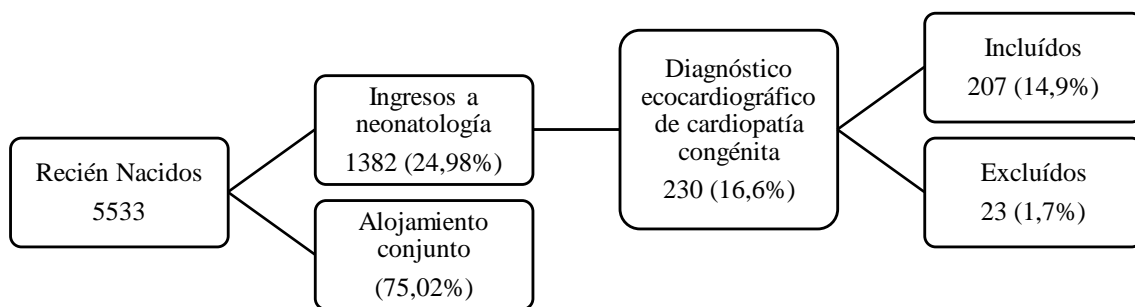 Recién Nacidos
5533
Ingresos a
neonatología
1382 (24,98%)
Alojamiento
conjunto
(75,02%)
Diagnóstico
ecocardiográfico
de cardiopatía
congénita
230 (16,6%)
Incluídos
207 (14,9%)
Excluídos
23 (1,7%)